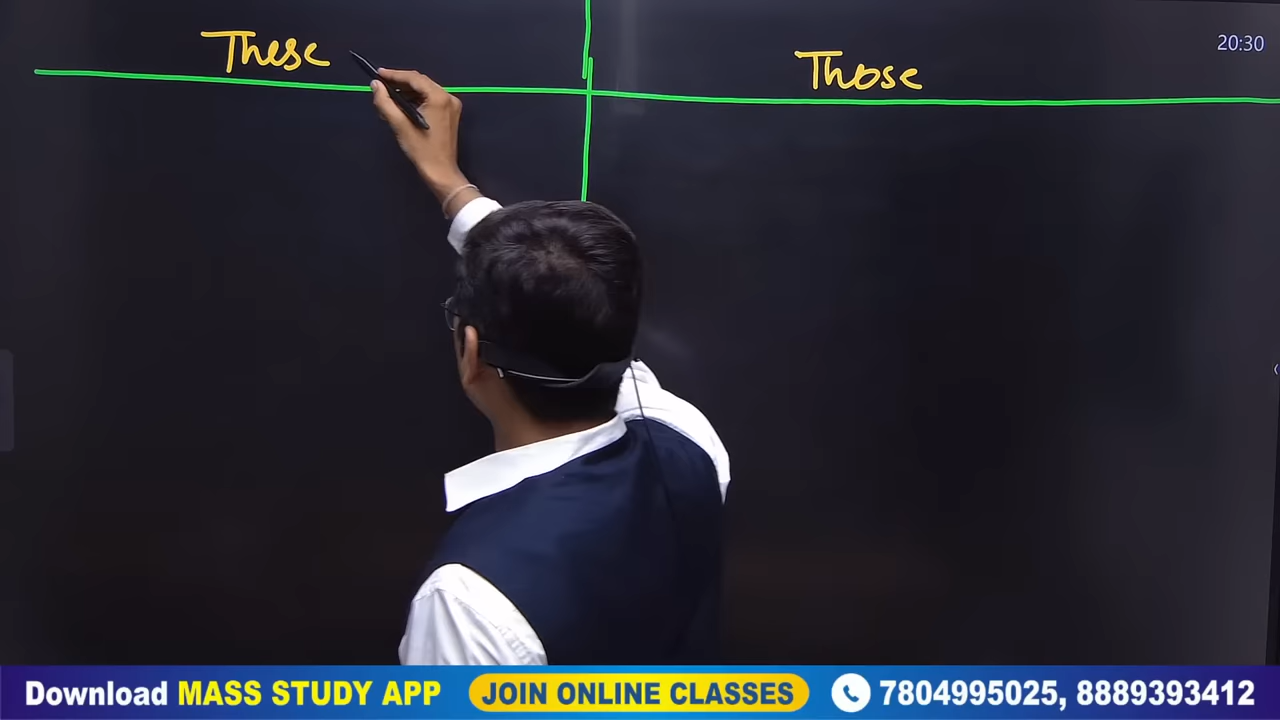 These
Those
20:30
Download MASS STUDY APP JOIN ONLINE CLASSES 7804995025, 8889393412